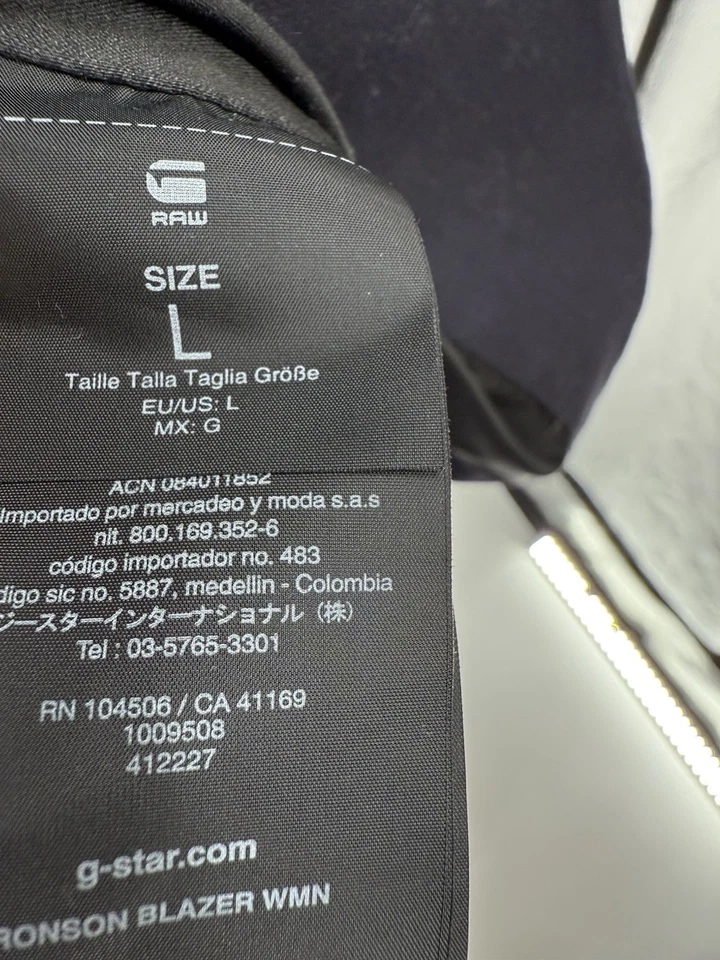 G
RAW
SIZE
L
Taille Talla Taglia Größe
EU/US: L
MX: G
ACN 084011852
Importado por mercadeo y moda s.a.s
nit. 800.169.352-6
código importador no. 483
digo sic no. 5887, medellin - Colombia
ジースターインターナショナル（株）
Tel : 03-5765-3301
RN 104506 / CA 41169
1009508
412227
g-star.com
RONSON BLAZER WMN